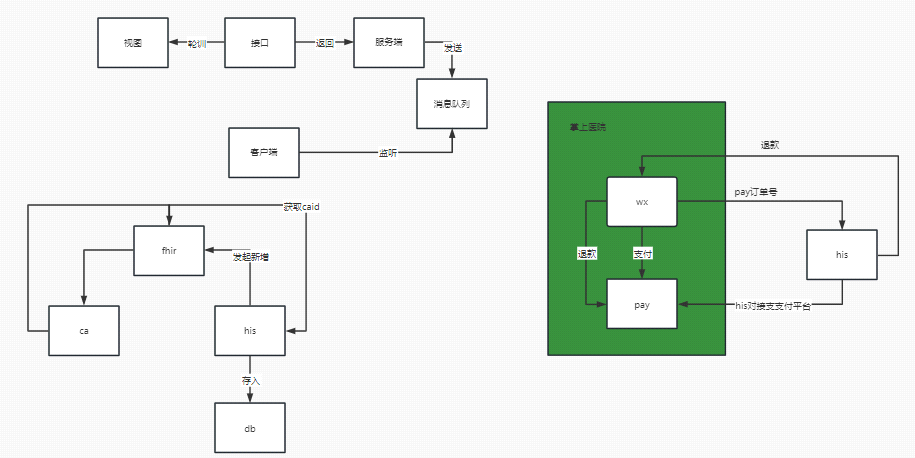 视图
轮训
接口
返回
服务端
发送
消息队列
客户端
监听
获取caid
fhir
发起新增
ca
his
存入
db
掌上医院
退款
wx
pay订单号
退款
支付
his
pay
his对接支支付平台